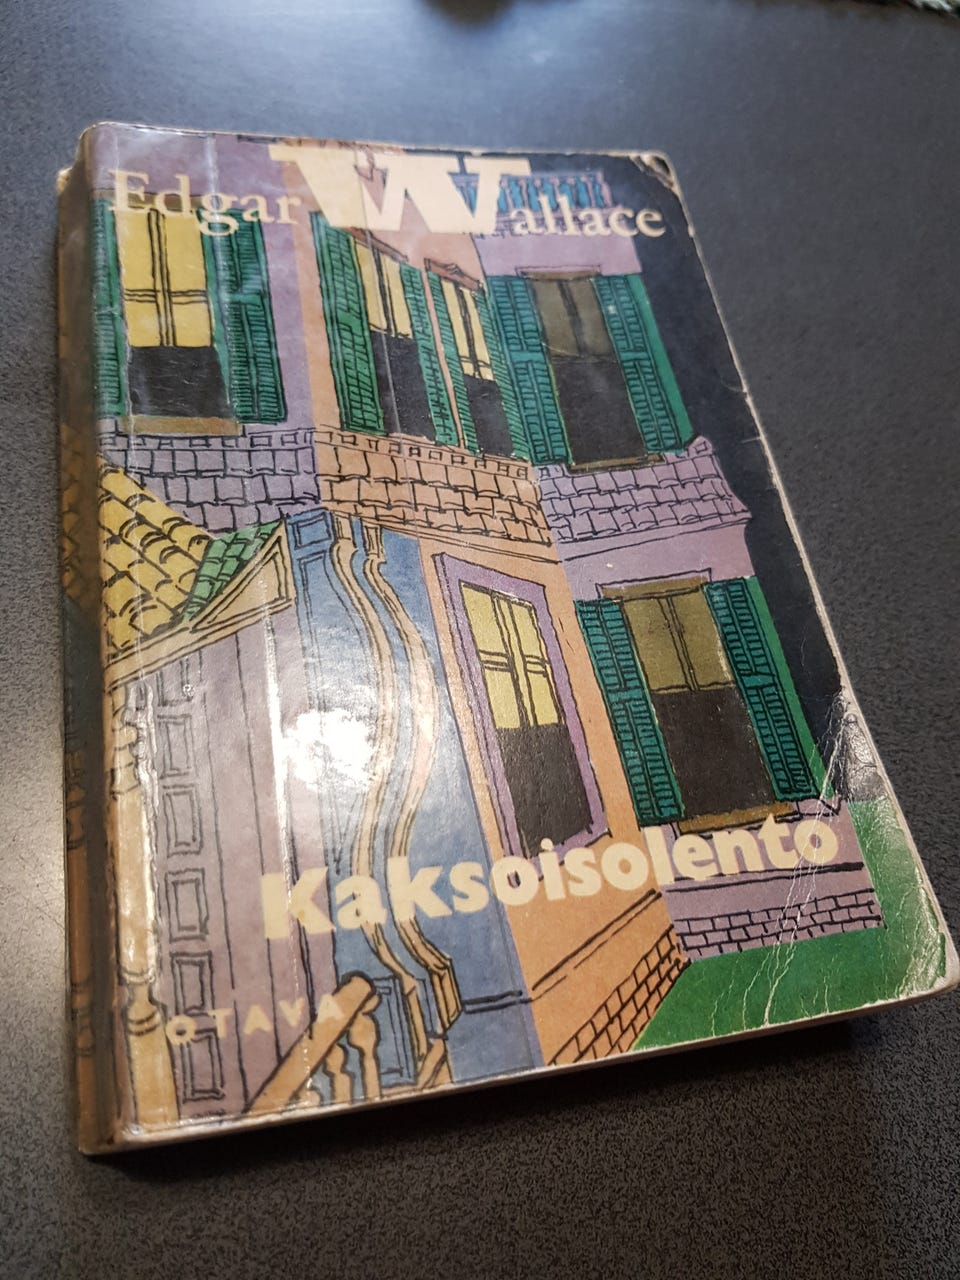 Edgar Wallace
Kaksoisolento
OTAVA